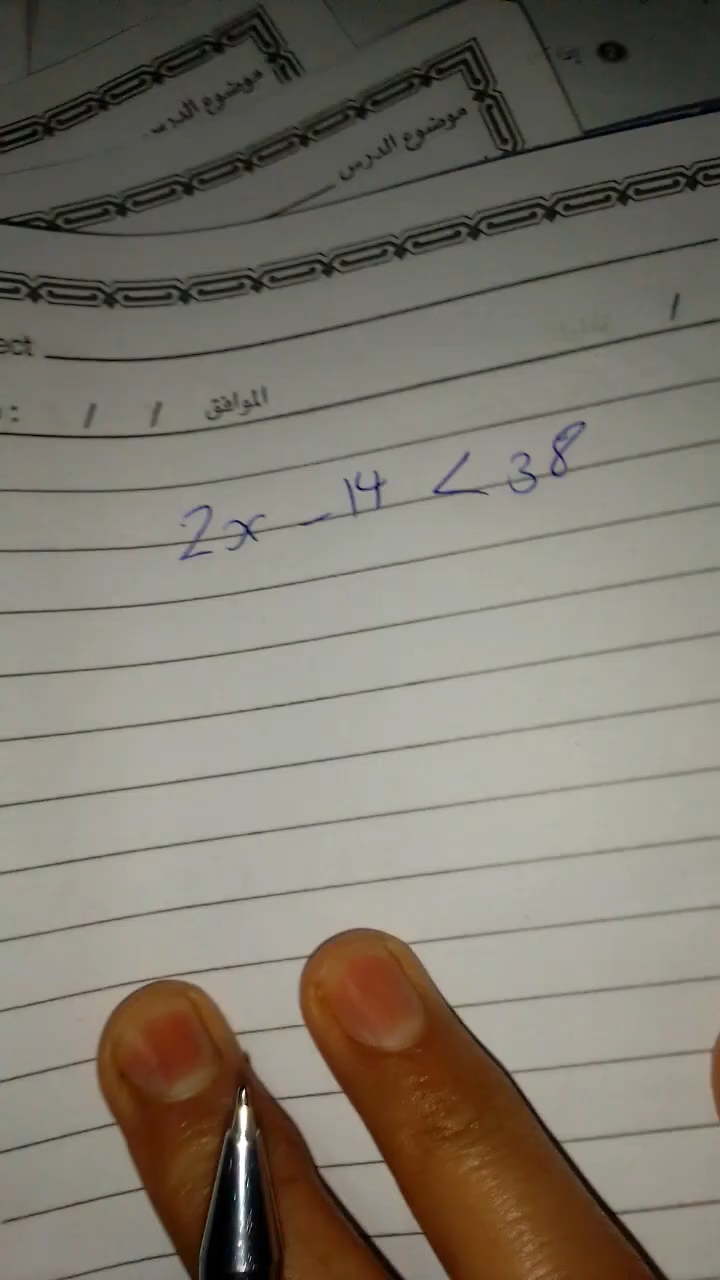 موضوع الدرس
موضوع الدرس
ect
: / / الموافق
/
2x - 14 < 38